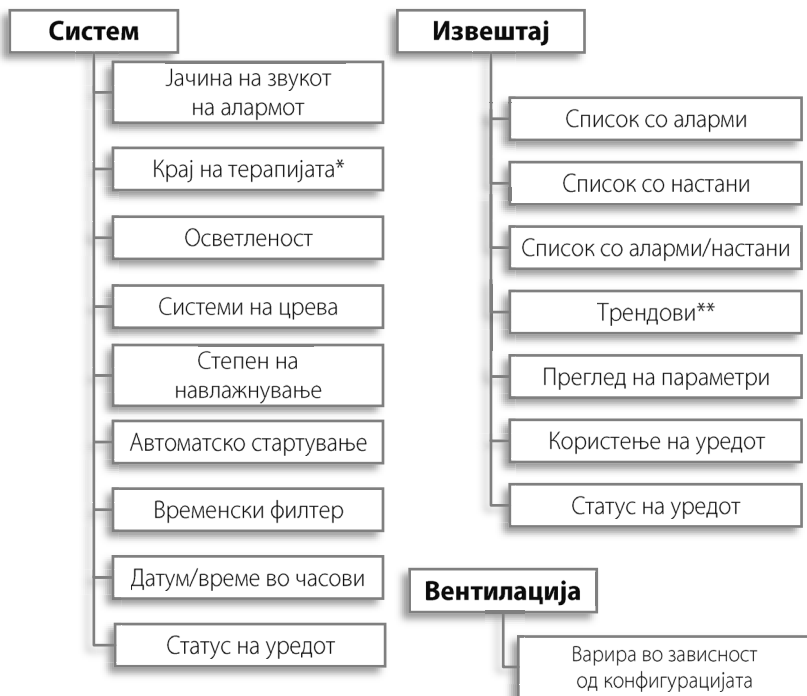 Систем
Јачина на звукот
на алармот
Крај на терапијата*
Осветленост
Системи на црева
Степен на
навлажнување
Автоматско стартување
Временски филтер
Датум/време во часови
Статус на уредот
Извештај
Список со аларми
Список со настани
Список со аларми/настани
Трендови**
Преглед на параметри
Користење на уредот
Статус на уредот
Вентилација
Варира во зависност
од конфигурацијата